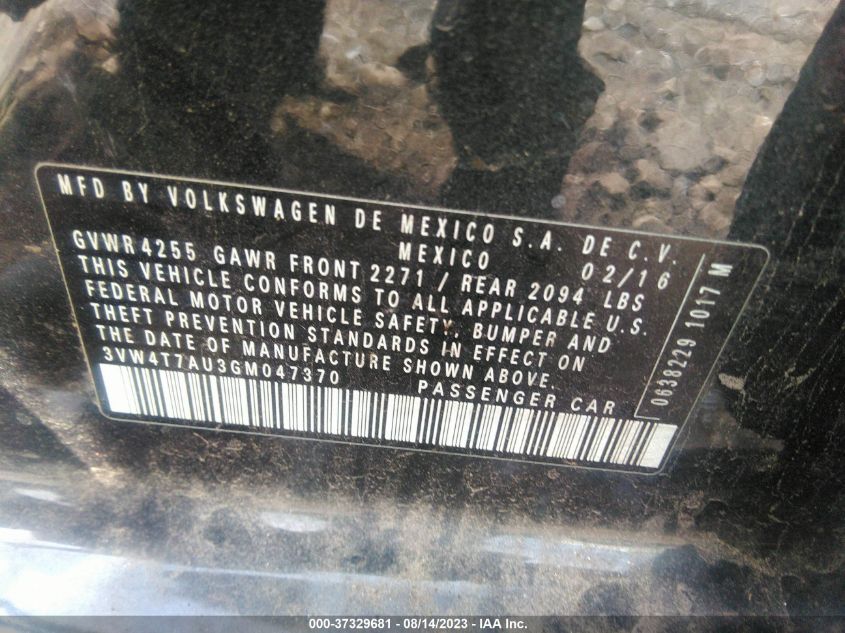 MFD BY VOLKSWAGEN DE MEXICO S.A. DE C.V.
MEXICO 02/16
GVWR 4255 GAWR FRONT 2271 / REAR 2094 LBS
THIS VEHICLE CONFORMS TO ALL APPLICABLE U.S.
FEDERAL MOTOR VEHICLE SAFETY, BUMPER AND
THEFT PREVENTION STANDARDS IN EFFECT ON
THE DATE OF MANUFACTURE SHOWN ABOVE.
3VW4T7AU3GM047370 PASSENGER CAR
0638229 1017 M
000-37329681 - 08/14/2023 - IAA Inc.